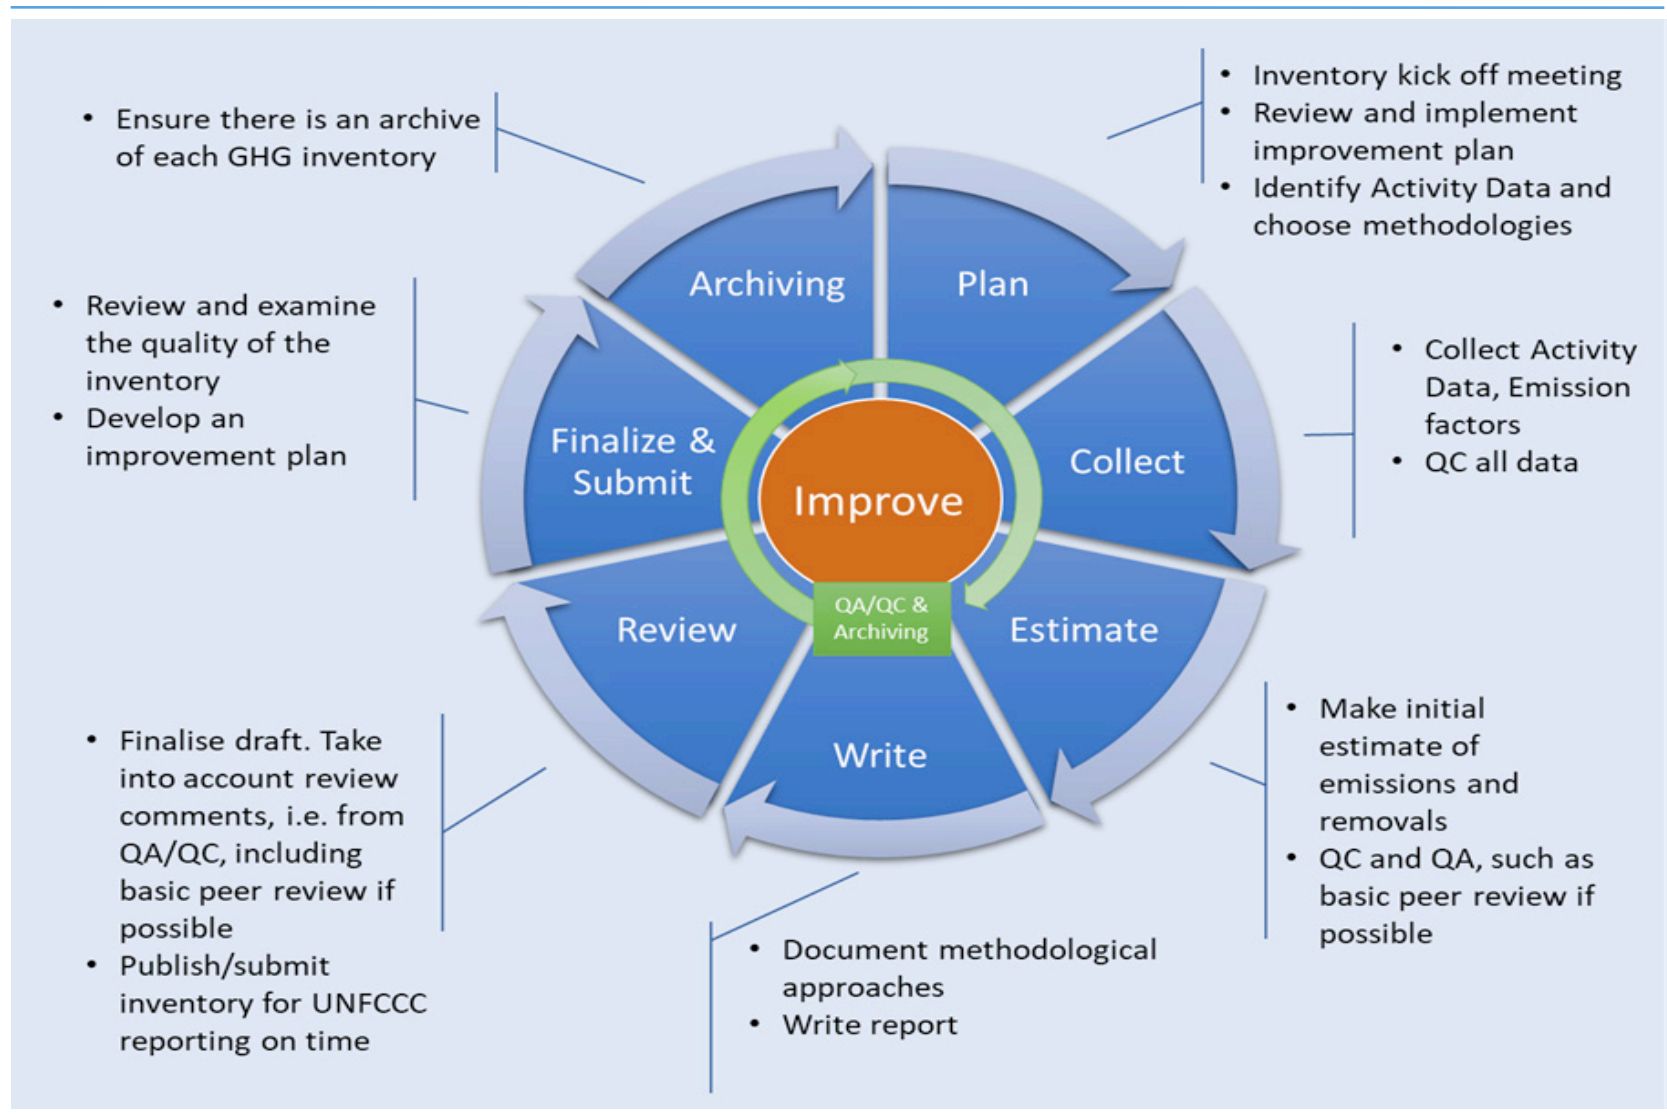 • Ensure there is an archive
of each GHG inventory
• Inventory kick off meeting
• Review and implement
improvement plan
• Identify Activity Data and
choose methodologies
Archiving
Plan
• Review and examine
the quality of the
inventory
• Develop an
improvement plan
Finalize &
Submit
Improve
Collect
• Collect Activity
Data, Emission
factors
• QC all data
Review
QA/QC &
Archiving
Estimate
Write
• Finalise draft. Take
into account review
comments, i.e. from
QA/QC, including
basic peer review if
possible
• Publish/submit
inventory for UNFCCC
reporting on time
• Document methodological
approaches
• Write report
• Make initial
estimate of
emissions and
removals
• QC and QA, such as
basic peer review if
possible